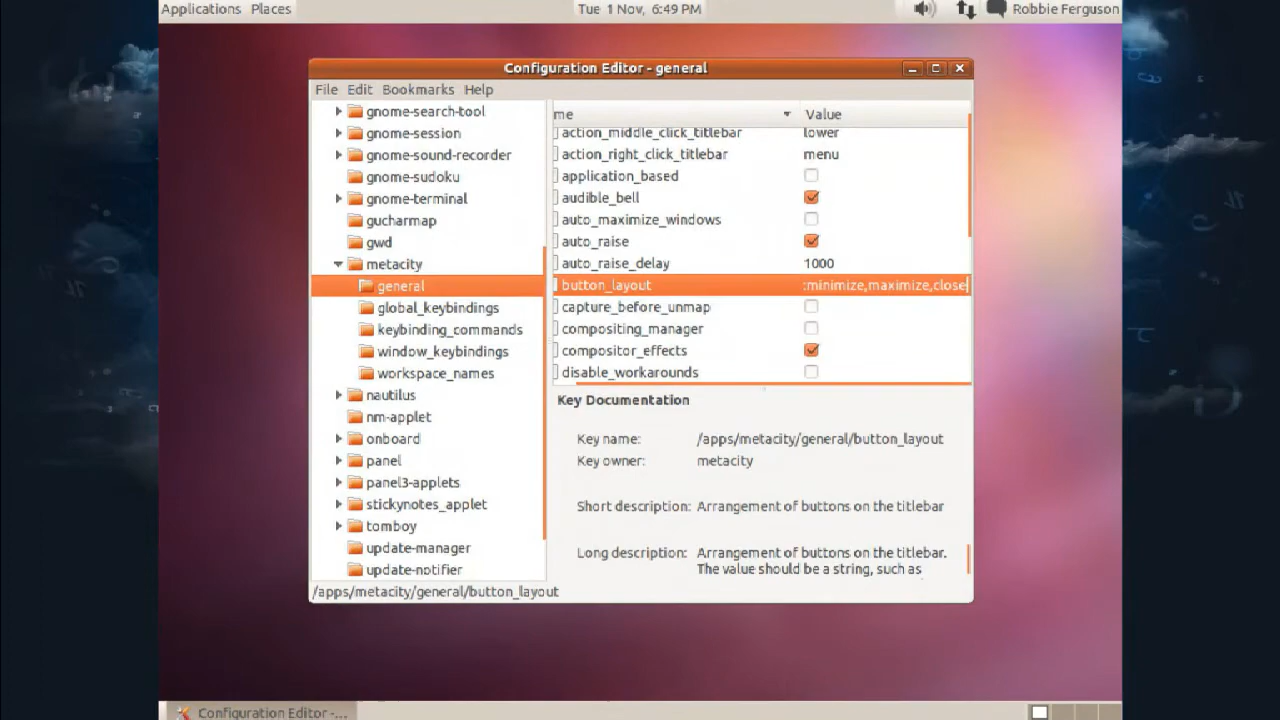 Applications Places Tue 1 Nov, 6:49 PM Robbie Ferguson
Configuration Editor - general
File Edit Bookmarks Help
gnome-search-tool
gnome-session
gnome-sound-recorder
gnome-sudoku
gnome-terminal
gucharmap
gwd
metacity
general
global_keybindings
keybinding_commands
window_keybindings
workspace_names
nautilus
nm-applet
onboard
panel
panel3-applets
stickynotes_applet
tomboy
update-manager
update-notifier
me Value
action_middle_click_titlebar lower
action_right_click_titlebar menu
application_based
audible_bell
auto_maximize_windows
auto_raise
auto_raise_delay 1000
button_layout :minimize,maximize,close
capture_before_unmap
compositing_manager
compositor_effects
disable_workarounds
Key Documentation
Key name: /apps/metacity/general/button_layout
Key owner: metacity
Short description: Arrangement of buttons on the titlebar
Long description: Arrangement of buttons on the titlebar.
The value should be a string, such as
/apps/metacity/general/button_layout
Configuration Editor -...